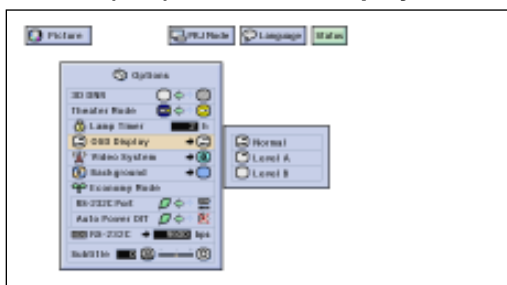 Picture
PRJ Mode
Language
Status
Options
3D DNR
Theater Mode
Lamp Timer h
OSD Display
Video System
Background
Economy Mode
RS-232C Port
Auto Power Off
RS-232C bps
Subtitle
Normal
Level A
Level B